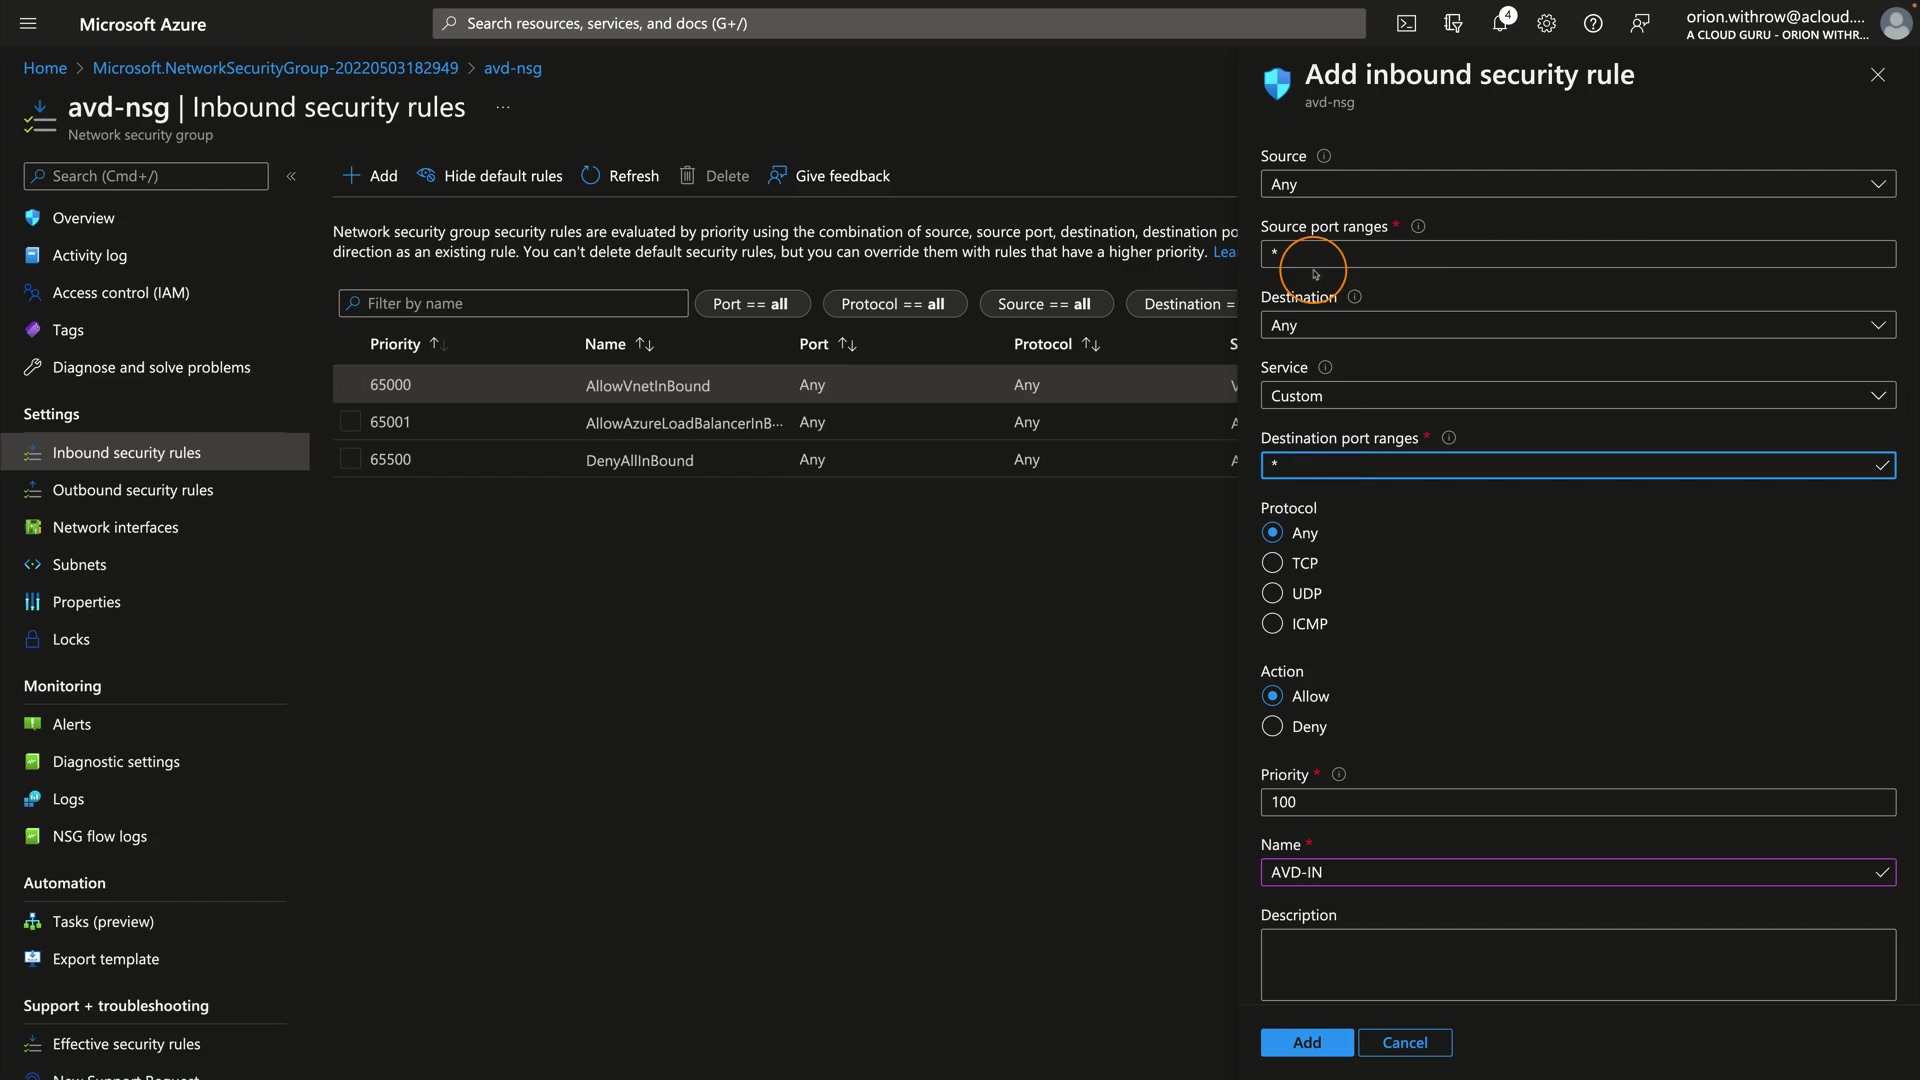 Microsoft Azure
Search resources, services, and docs (G+/)
4
orion.withrow@acloud....
A CLOUD GURU - ORION WITHR...
Home > Microsoft.NetworkSecurityGroup-20220503182949 > avd-nsg
avd-nsg | Inbound security rules ...
Network security group
Search (Cmd+/)
«
Overview
Activity log
Access control (IAM)
Tags
Diagnose and solve problems
Settings
Inbound security rules
Outbound security rules
Network interfaces
Subnets
Properties
Locks
Monitoring
Alerts
Diagnostic settings
Logs
NSG flow logs
Automation
Tasks (preview)
Export template
Support + troubleshooting
Effective security rules
New Support Request
Add Hide default rules Refresh Delete Give feedback
Network security group security rules are evaluated by priority using the combination of source, source port, destination, destination po
direction as an existing rule. You can't delete default security rules, but you can override them with rules that have a higher priority. Lea
Filter by name Port == all Protocol == all Source == all Destination =
Priority Name Port Protocol S
65000 AllowVnetInBound Any Any V
65001 AllowAzureLoadBalancerInB... Any Any A
65500 DenyAllInBound Any Any A
Add inbound security rule
avd-nsg
Source
Any
Source port ranges *
*
Destination
Any
Service
Custom
Destination port ranges *
*
Protocol
Any
TCP
UDP
ICMP
Action
Allow
Deny
Priority *
100
Name *
AVD-IN
Description
Add Cancel